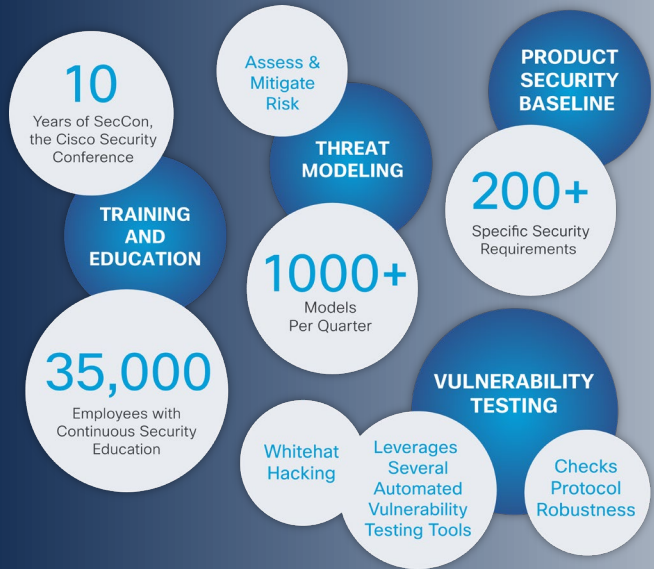 10
Years of SecCon,
the Cisco Security
Conference
TRAINING
AND
EDUCATION
35,000
Employees with
Continuous Security
Education
Assess &
Mitigate
Risk
THREAT
MODELING
1000+
Models
Per Quarter
PRODUCT
SECURITY
BASELINE
200+
Specific Security
Requirements
VULNERABILITY
TESTING
Whitehat
Hacking
Leverages
Several
Automated
Vulnerability
Testing Tools
Checks
Protocol
Robustness